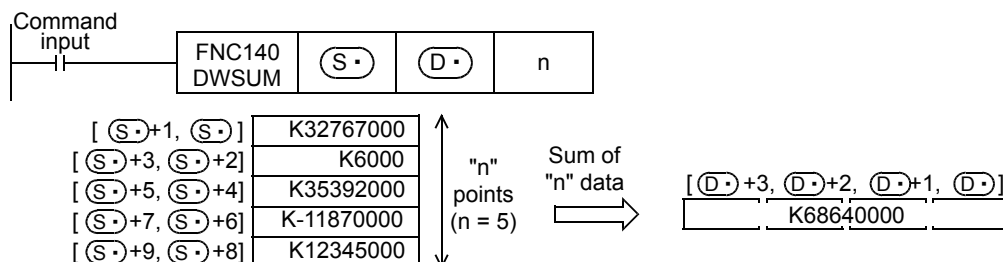 Command
input
FNC140
DWSUM
S・
D・
n
[ S・+1, S・ ] K32767000
[ S・+3, S・+2] K6000
[ S・+5, S・+4] K35392000
[ S・+7, S・+6] K-11870000
[ S・+9, S・+8] K12345000
"n"
points
(n = 5)
Sum of
"n" data
[ D・+3, D・+2, D・+1, D・ ]
K68640000